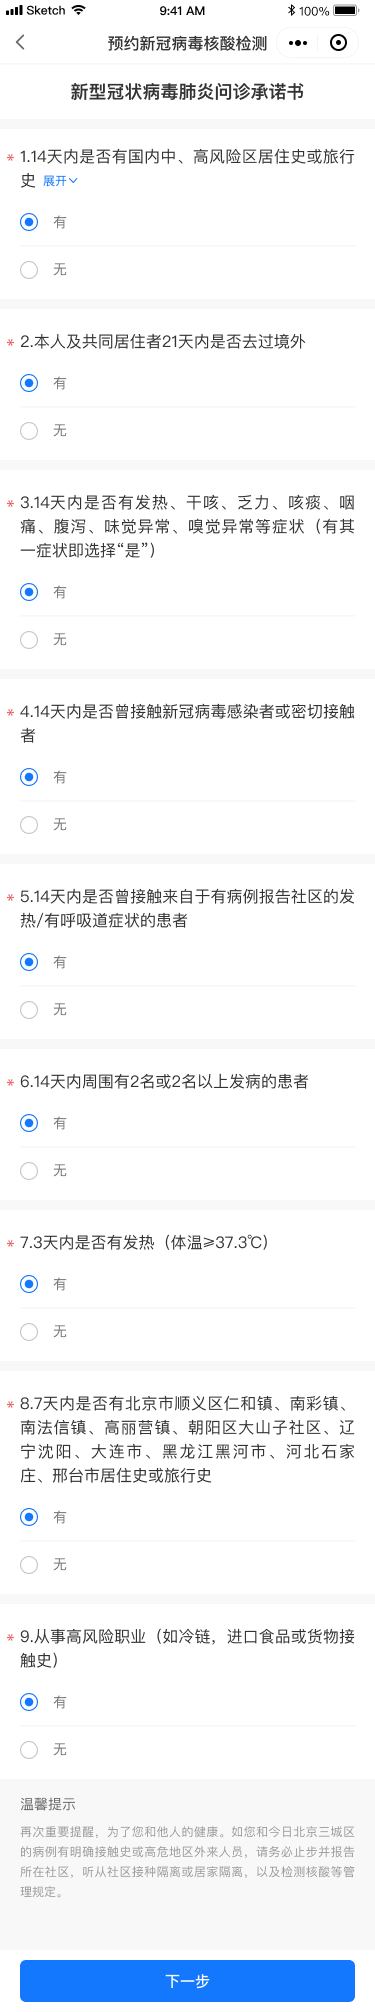 Sketch 9:41 AM 100%
预约新冠病毒核酸检测
新型冠状病毒肺炎问诊承诺书
* 1.14天内是否有国内中、高风险区居住史或旅行
史 展开
有
无
* 2.本人及共同居住者21天内是否去过境外
有
无
* 3.14天内是否有发热、干咳、乏力、咳痰、咽
痛、腹泻、味觉异常、嗅觉异常等症状（有其
一症状即选择“是”）
有
无
* 4.14天内是否曾接触新冠病毒感染者或密切接触
者
有
无
* 5.14天内是否曾接触来自于有病例报告社区的发
热/有呼吸道症状的患者
有
无
* 6.14天内周围有2名或2名以上发病的患者
有
无
* 7.3天内是否有发热（体温≥37.3℃）
有
无
* 8.7天内是否有北京市顺义区仁和镇、南彩镇、
南法信镇、高丽营镇、朝阳区大山子社区、辽
宁沈阳、大连市、黑龙江黑河市、河北石家
庄、邢台市居住史或旅行史
有
无
* 9.从事高风险职业（如冷链，进口食品或货物接
触史）
有
无
温馨提示
再次重要提醒，为了您和他人的健康。如您和今日北京三城区
的病例有明确接触史或高危地区外来人员，请务必止步并报告
所在社区，听从社区接种隔离或居家隔离，以及检测核酸等管
理规定。
下一步